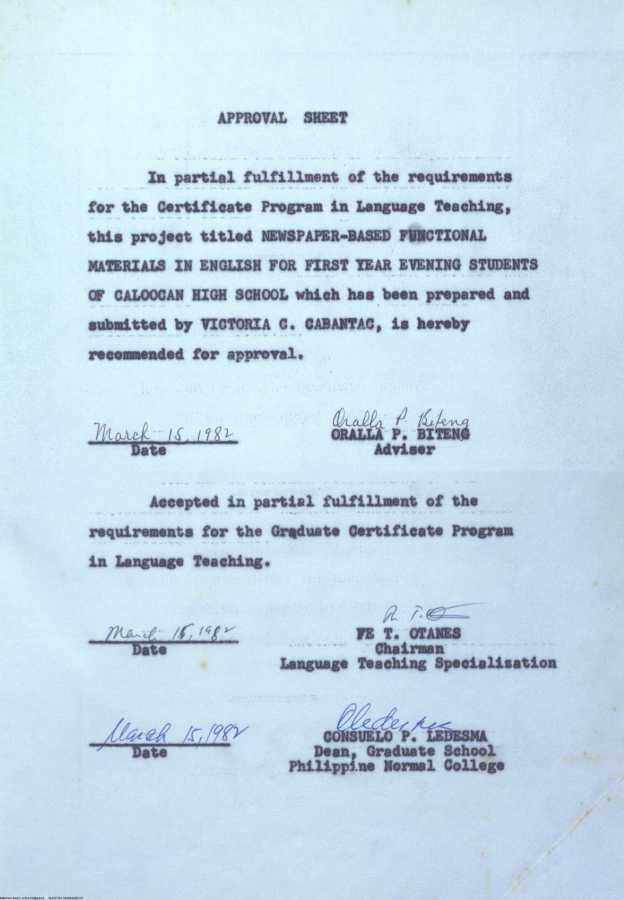 APPROVAL SHEET
In partial fulfillment of the requirements
for the Certificate Program in Language Teaching,
this project titled NEWSPAPER-BASED FUNCTIONAL
MATERIALS IN ENGLISH FOR FIRST YEAR EVENING STUDENTS
OF CALOOCAN HIGH SCHOOL which has been prepared and
submitted by VICTORIA C. CABANTAC, is hereby
recommended for approval.
March 15, 1982
Oralla P. Biteng
ORALLA P. BITENG
Date
Adviser
Accepted in partial fulfillment of the
requirements for the Graduate Certificate Program
in Language Teaching.
March 15, 1982
FE T. OTANES
Date
Chairman
Language Teaching Specialization
March 15, 1982
CONSUELO P. LEDESMA
Date
Dean, Graduate School
Philippine Normal College